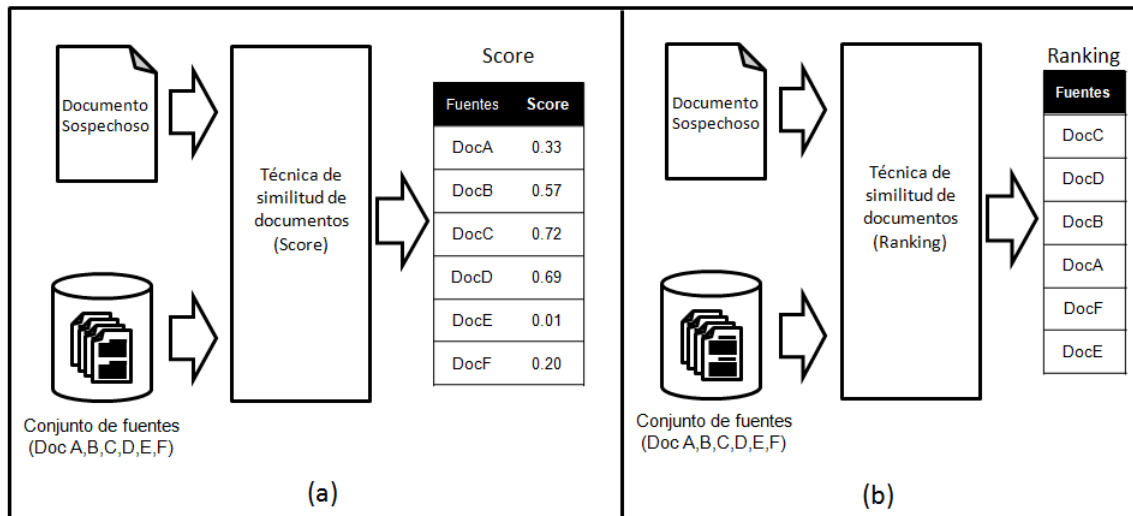 Documento
Sospechoso
Técnica de
similitud de
documentos
(Score)
Score
Fuentes Score
DocA 0.33
DocB 0.57
DocC 0.72
DocD 0.69
DocE 0.01
DocF 0.20
Conjunto de fuentes
(Doc A,B,C,D,E,F)
(a)
Documento
Sospechoso
Técnica de
similitud de
documentos
(Ranking)
Ranking
Fuentes
DocC
DocD
DocB
DocA
DocF
DocE
Conjunto de fuentes
(Doc A,B,C,D,E,F)
(b)